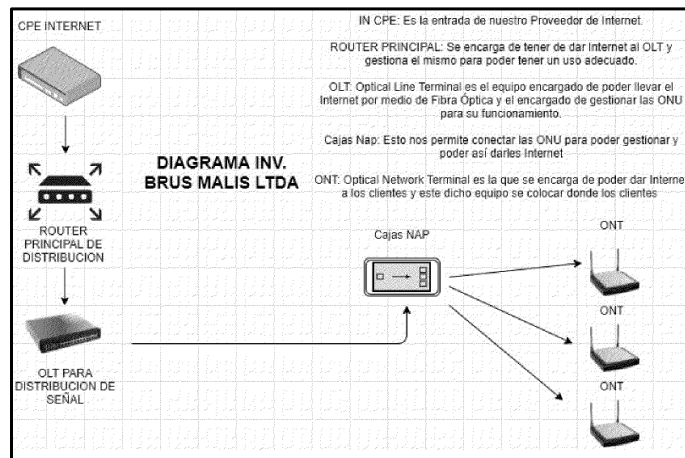 CPE INTERNET
IN CPE: Es la entrada de nuestro Proveedor de Internet.
ROUTER PRINCIPAL: Se encarga de tener de dar Internet al OLT y
gestiona el mismo para poder tener un uso adecuado.
OLT: Optical Line Terminal es el equipo encargado de poder llevar el
Internet por medio de Fibra Óptica y el encargado de gestionar las ONU
para su funcionamiento.
Cajas Nap: Esto nos permite conectar las ONU para poder gestionar y
poder así darles Internet
ONT: Optical Network Terminal es la que se encarga de poder dar Internet
a los clientes y este dicho equipo se colocar donde los clientes
DIAGRAMA INV.
BRUS MALIS LTDA
ROUTER
PRINCIPAL DE
DISTRIBUCION
OLT PARA
DISTRIBUCION DE
SEÑAL
Cajas NAP
ONT
ONT
ONT